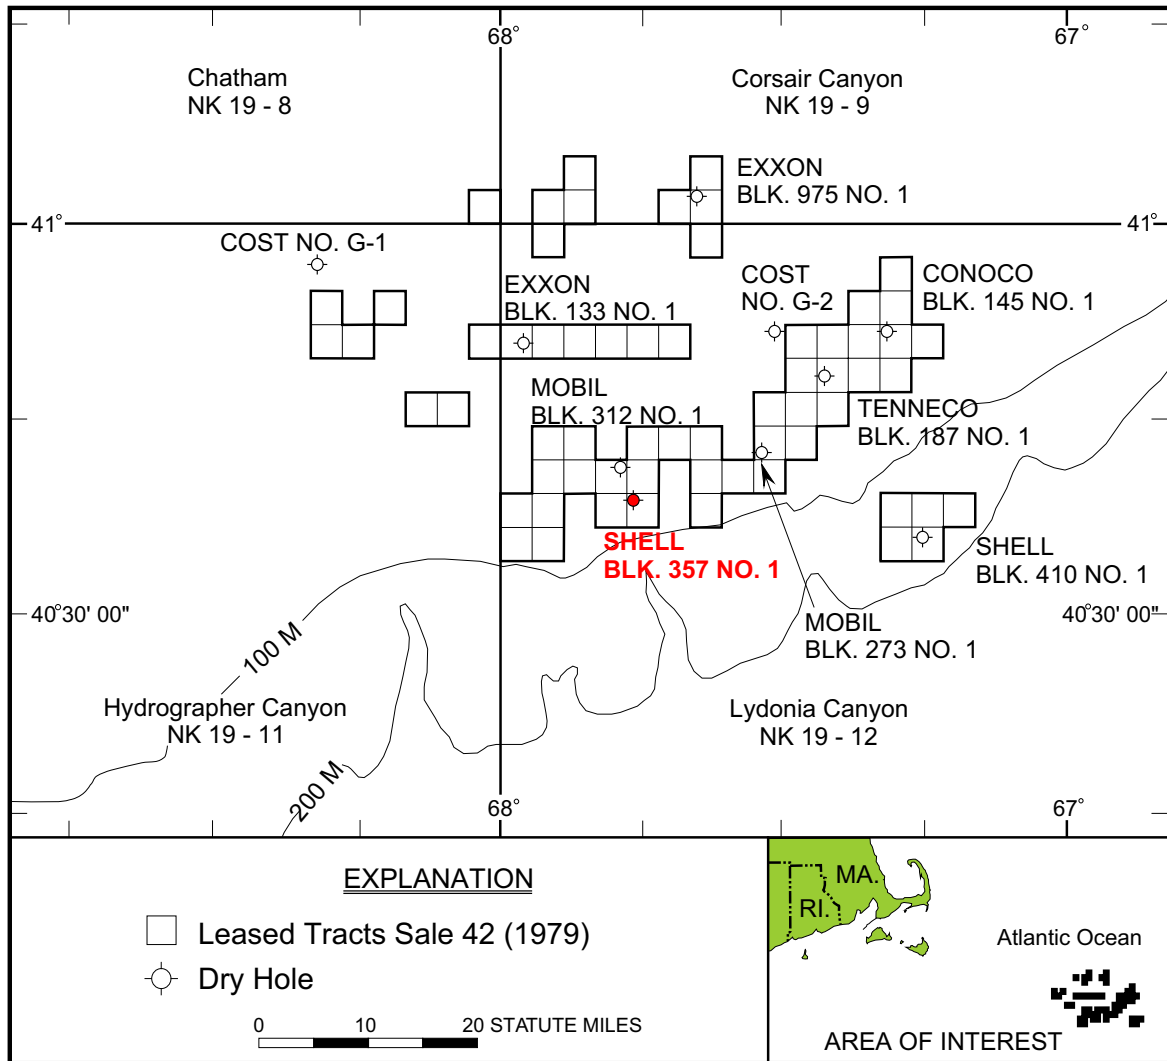 68°
67°
Chatham
NK 19 - 8
Corsair Canyon
NK 19 - 9
EXXON
BLK. 975 NO. 1
41°
41°
COST NO. G-1
EXXON
BLK. 133 NO. 1
COST
NO. G-2
CONOCO
BLK. 145 NO. 1
MOBIL
BLK. 312 NO. 1
TENNECO
BLK. 187 NO. 1
SHELL
BLK. 357 NO. 1
SHELL
BLK. 410 NO. 1
40°30' 00"
40°30' 00"
MOBIL
BLK. 273 NO. 1
100 M
Hydrographer Canyon
NK 19 - 11
Lydonia Canyon
NK 19 - 12
200 M
68°
67°
EXPLANATION
Leased Tracts Sale 42 (1979)
Dry Hole
0 10 20 STATUTE MILES
MA.
RI.
Atlantic Ocean
AREA OF INTEREST